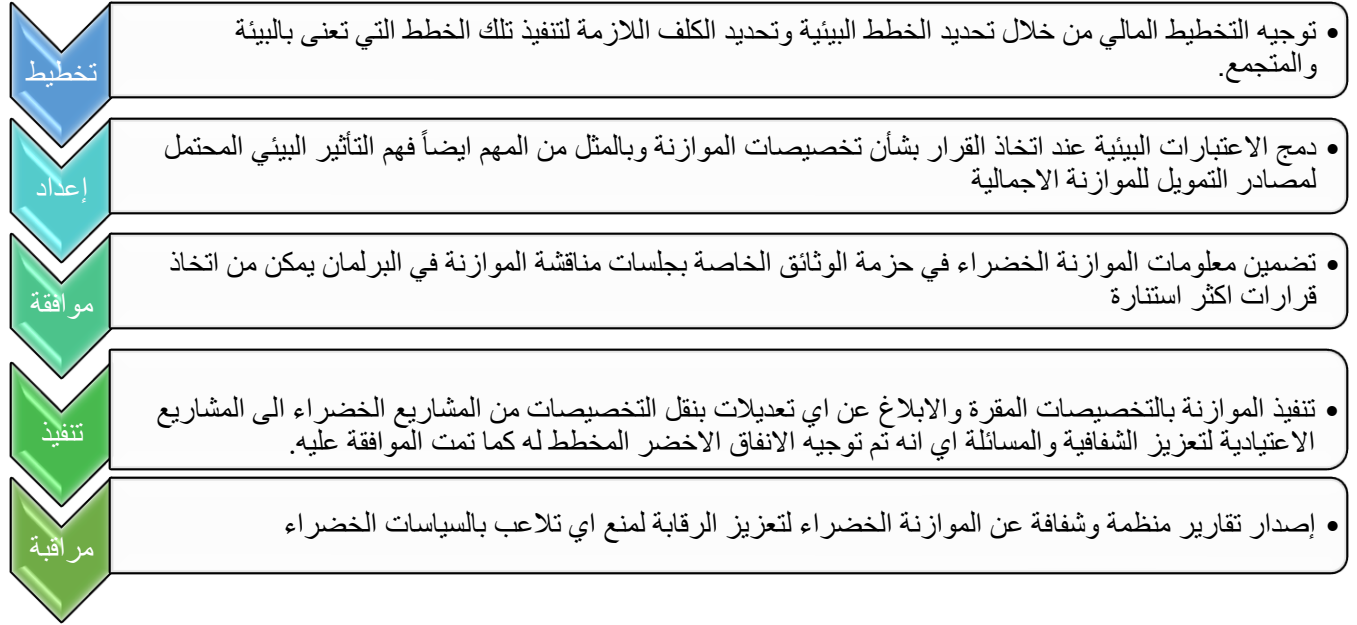 تخطيط
• توجيه التخطيط المالي من خلال تحديد الخطط البيئية وتحديد الكلف اللازمة لتنفيذ تلك الخطط التي تعنى بالبيئة
والمتجمع.
إعداد
• دمج الاعتبارات البيئية عند اتخاذ القرار بشأن تخصيصات الموازنة وبالمثل من المهم ايضاً فهم التأثير البيئي المحتمل
لمصادر التمويل للموازنة الاجمالية
موافقة
• تضمين معلومات الموازنة الخضراء في حزمة الوثائق الخاصة بجلسات مناقشة الموازنة في البرلمان يمكن من اتخاذ
قرارات اكثر استنارة
تنفيذ
• تنفيذ الموازنة بالتخصيصات المقرة والابلاغ عن اي تعديلات بنقل التخصيصات من المشاريع الخضراء الى المشاريع
الاعتيادية لتعزيز الشفافية والمسائلة اي انه تم توجيه الانفاق الاخضر المخطط له كما تمت الموافقة عليه.
مراقبة
• إصدار تقارير منظمة وشفافة عن الموازنة الخضراء لتعزيز الرقابة لمنع اي تلاعب بالسياسات الخضراء